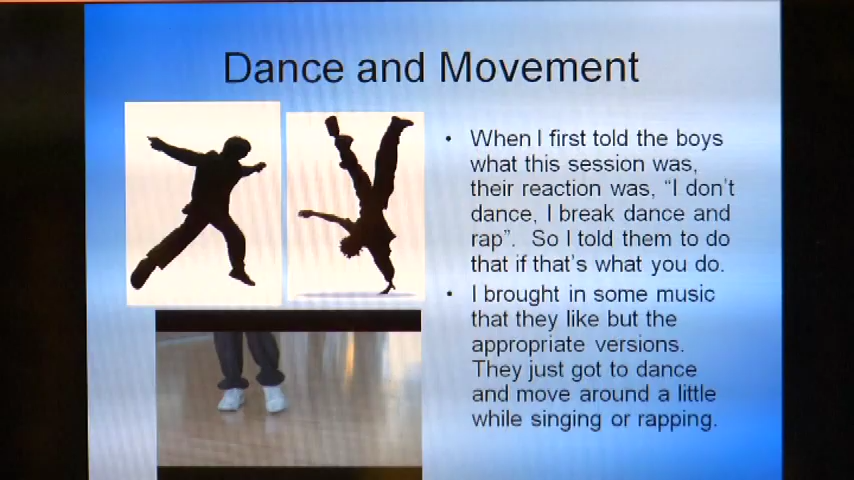 Dance and Movement
• When I first told the boys
what this session was,
their reaction was, “I don’t
dance, I break dance and
rap”. So I told them to do
that if that’s what you do.
• I brought in some music
that they like but the
appropriate versions.
They just got to dance
and move around a little
while singing or rapping.